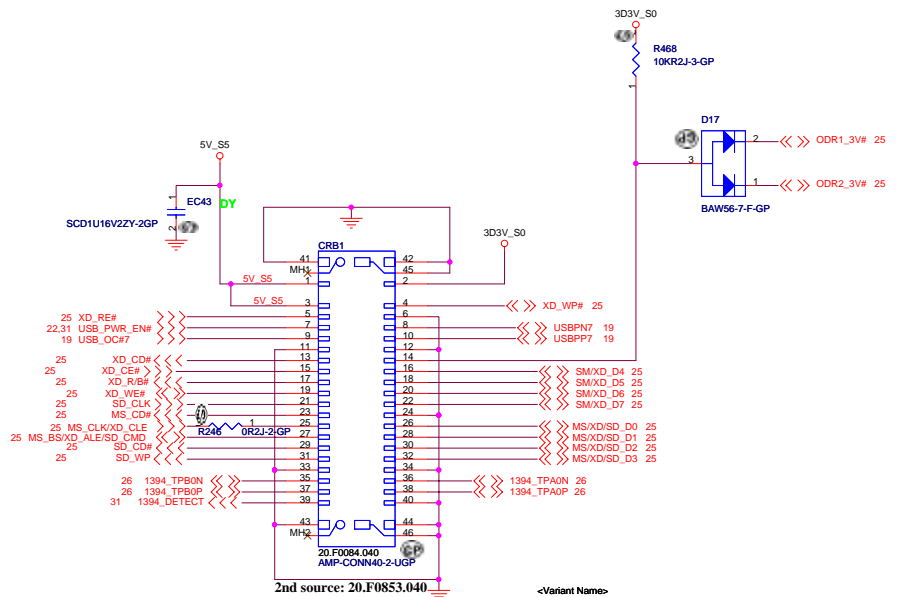 3D3V_S0
R468
10KR2J-3-GP
1
D17
3
2
ODR1_3V# 25
1
ODR2_3V# 25
BAW56-7-F-GP
5V_S5
1
EC43
DY
SCD1U16V2ZY-2GP
2
3D3V_S0
CRB1
41
42
MH1
45
5V_S5
1
2
5V_S5
3
4
XD_WP# 25
25 XD_RE#
5
6
22,31 USB_PWR_EN#
7
8
USBPN7 19
19 USB_OC#7
9
10
USBPP7 19
11
12
25 XD_CD#
13
14
25 XD_CE#
15
16
SM/XD_D4 25
25 XD_R/B#
17
18
SM/XD_D5 25
25 XD_WE#
19
20
SM/XD_D6 25
25 SD_CLK
21
22
SM/XD_D7 25
25 MS_CD#
23
24
25 MS_CLK/XD_CLE
R246
1
0R2J-2-GP
25
26
MS/XD/SD_D0 25
25 MS_BS/XD_ALE/SD_CMD
27
28
MS/XD/SD_D1 25
25 SD_CD#
29
30
MS/XD/SD_D2 25
25 SD_WP
31
32
MS/XD/SD_D3 25
33
34
26 1394_TPB0N
35
36
1394_TPA0N 26
26 1394_TPB0P
37
38
1394_TPA0P 26
31 1394_DETECT
39
40
43
44
MH2
46
20.F0084.040
AMP-CONN40-2-UGP
2nd source: 20.F0853.040
<Variant Name>